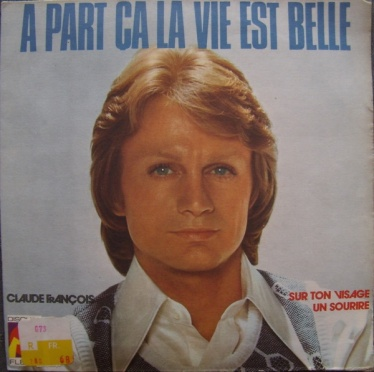 A PART CA LA VIE EST BELLE
CLAUDE FRANÇOIS
SUR TON VISAGE
UN SOURIRE